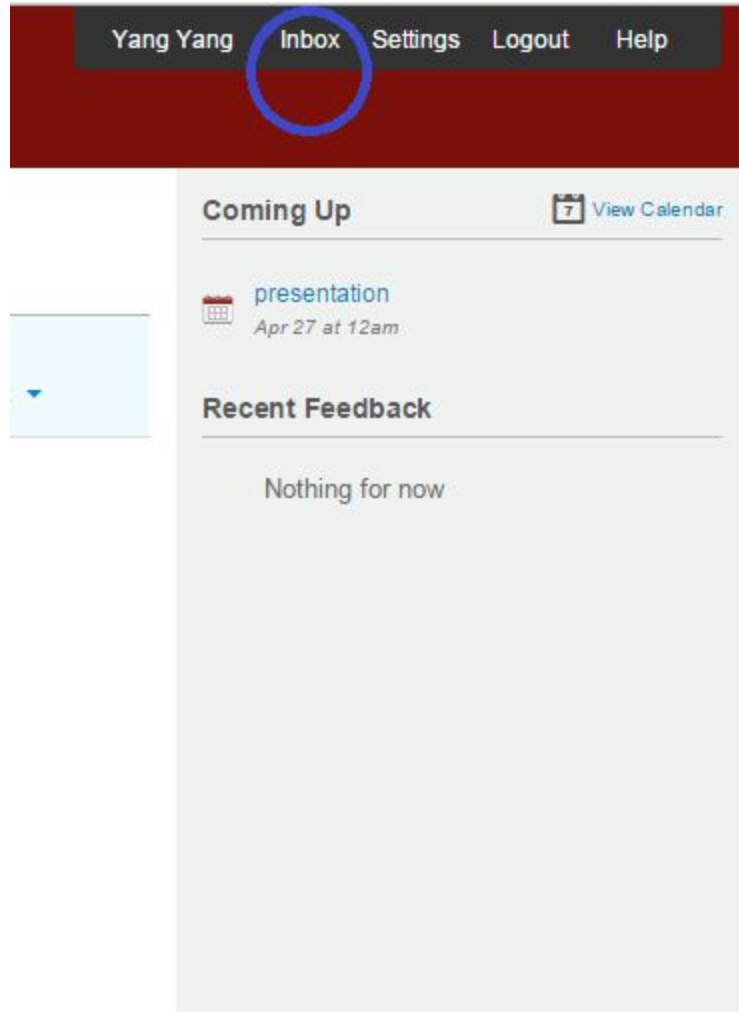 Yang Yang Inbox Settings Logout Help
Coming Up
7 View Calendar
presentation
Apr 27 at 12am
Recent Feedback
Nothing for now